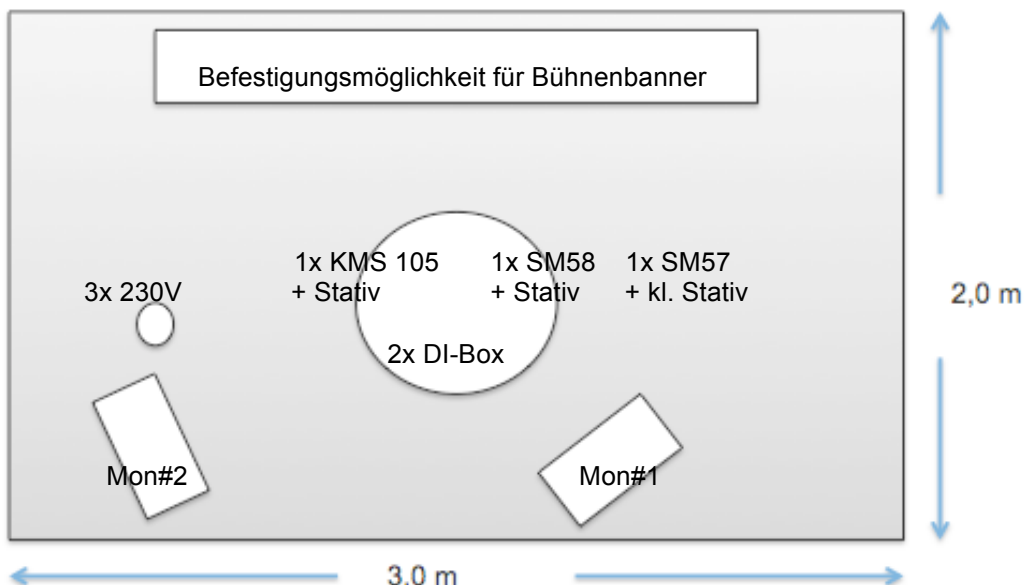 Befestigungsmöglichkeit für Bühnenbanner
1x KMS 105
+ Stativ
1x SM58
+ Stativ
1x SM57
+ kl. Stativ
3x 230V
2,0 m
2x DI-Box
Mon#2
Mon#1
3,0 m